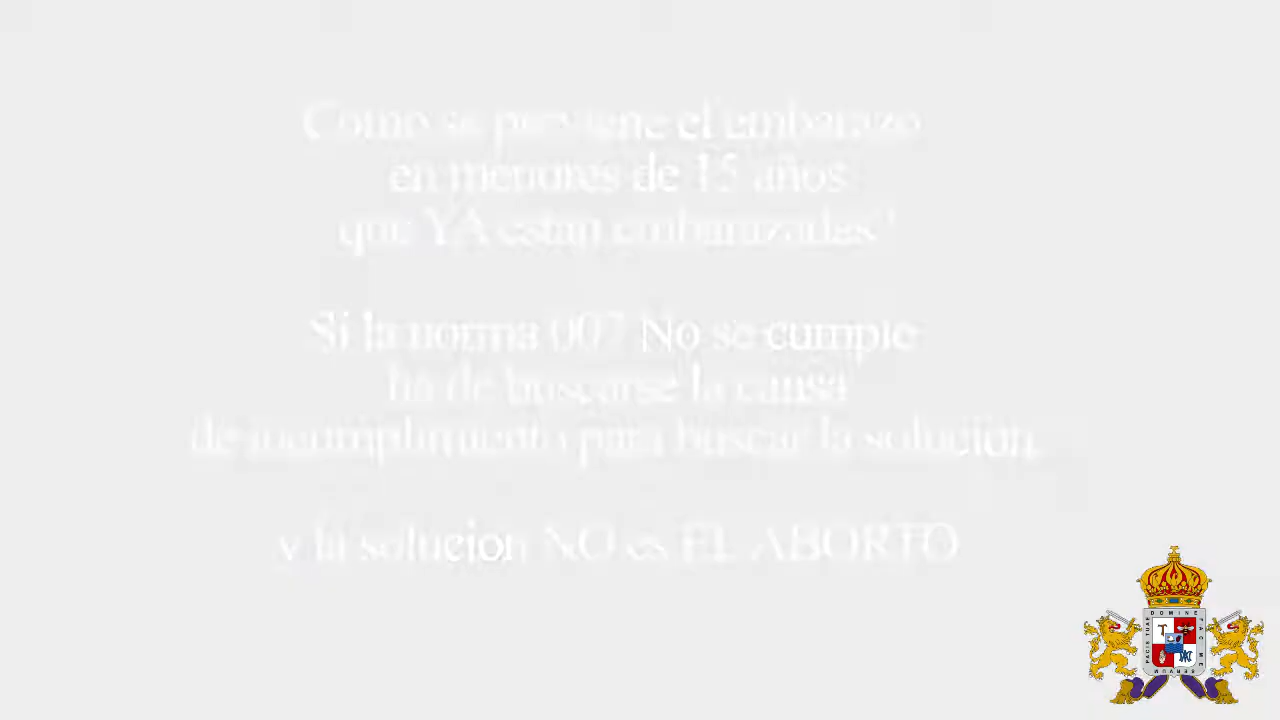 Como se previene el embarazo
en menores de 15 años
que YA estan embarazadas?
Si la norma 007 No se cumple
ha de buscarse la causa
de incumplimiento para buscar la solucion,
y la solucion NO es EL ABORTO
DOMINE